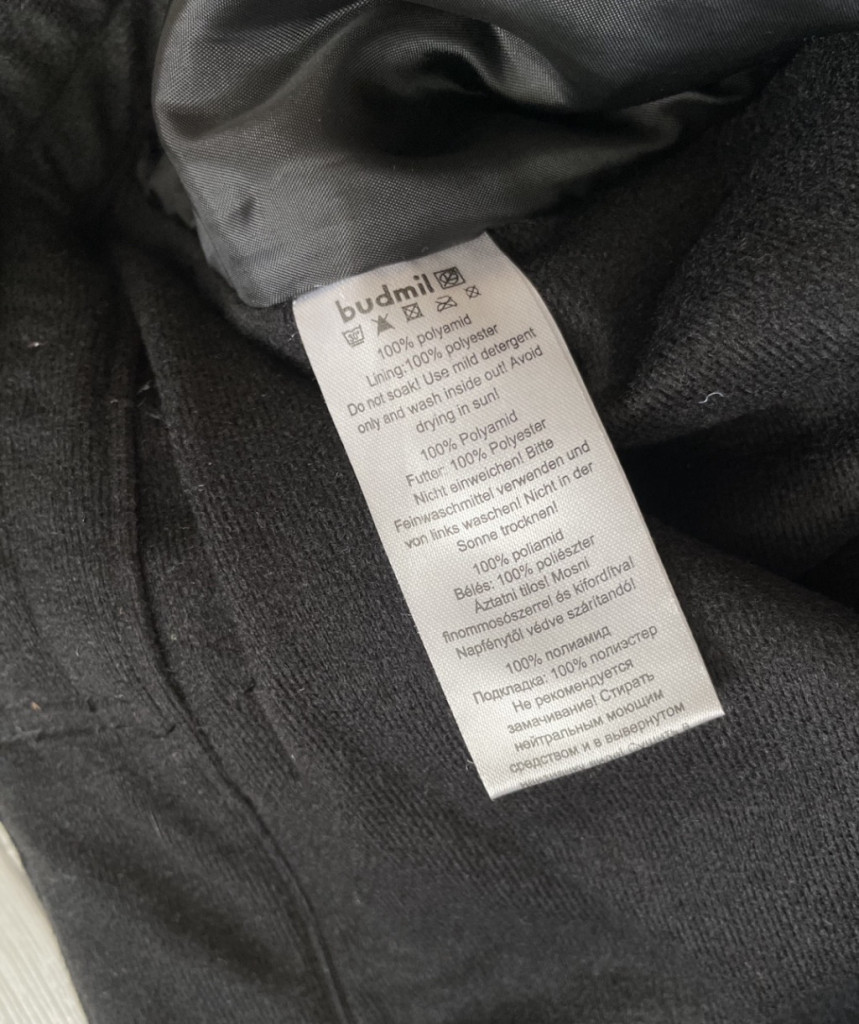 budmil
100% polyamid
Lining:100% polyester
Do not soak! Use mild detergent
only and wash inside out! Avoid
drying in sun!
100% Polyamid
Futter: 100% Polyester
Nicht einweichen! Bitte
Feinwaschmittel verwenden und
von links waschen! Nicht in der
Sonne trocknen!
100% poliamid
Bélés: 100% poliészter
Áztatni tilos! Mosni
finommosószerrel és kifordítva!
Napfénytől védve szárítandó!
100% полиамид
Подкладка: 100% полиэстер
Не рекомендуется
замачивание! Стирать
нейтральным моющим
средством и в вывернутом